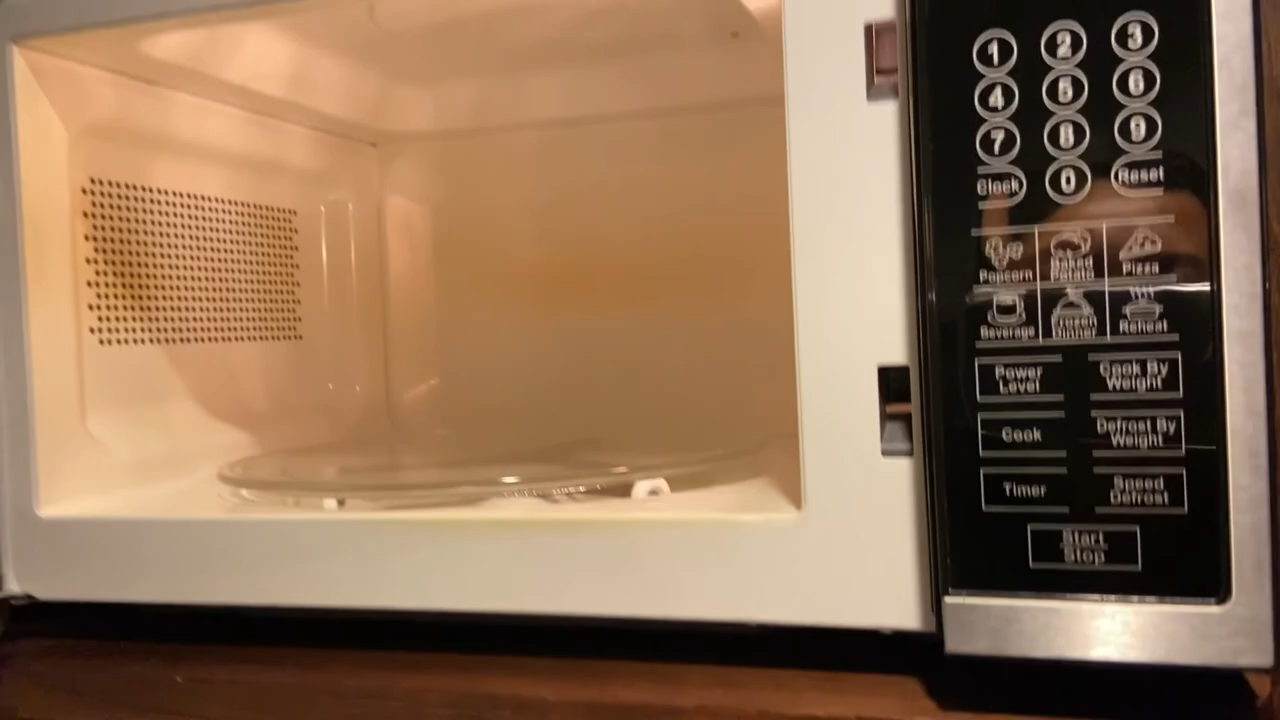 1 2 3
4 5 6
7 8 9
Clock 0 Reset
Popcorn Baked Potato Pizza
Beverage Frozen Dinner Reheat
Power Level Cook By Weight
Cook Defrost By Weight
Timer Speed Defrost
Start Stop